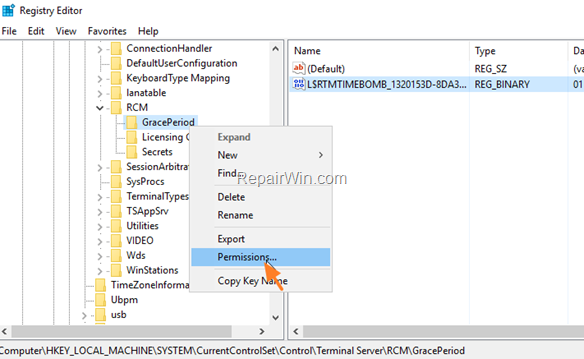 Registry Editor
File Edit View Favorites Help
ConnectionHandler
DefaultUserConfiguration
KeyboardType Mapping
lanatable
RCM
GracePeriod
Licensing C
Secrets
SessionArbitrat
SysProcs
TerminalTypes
TSAppSrv
Utilities
VIDEO
Wds
WinStations
TimeZoneInforma
Ubpm
usb
Expand
New
Find...
Delete
Rename
Export
Permissions...
Copy Key Name
Name Type Da
(Default) REG_SZ (va
LSRTMTIMEBOMB_1320153D-8DA3... REG_BINARY 01
RepairWin.com
Computer\HKEY_LOCAL_MACHINE\SYSTEM\CurrentControlSet\Control\Terminal Server\RCM\GracePeriod